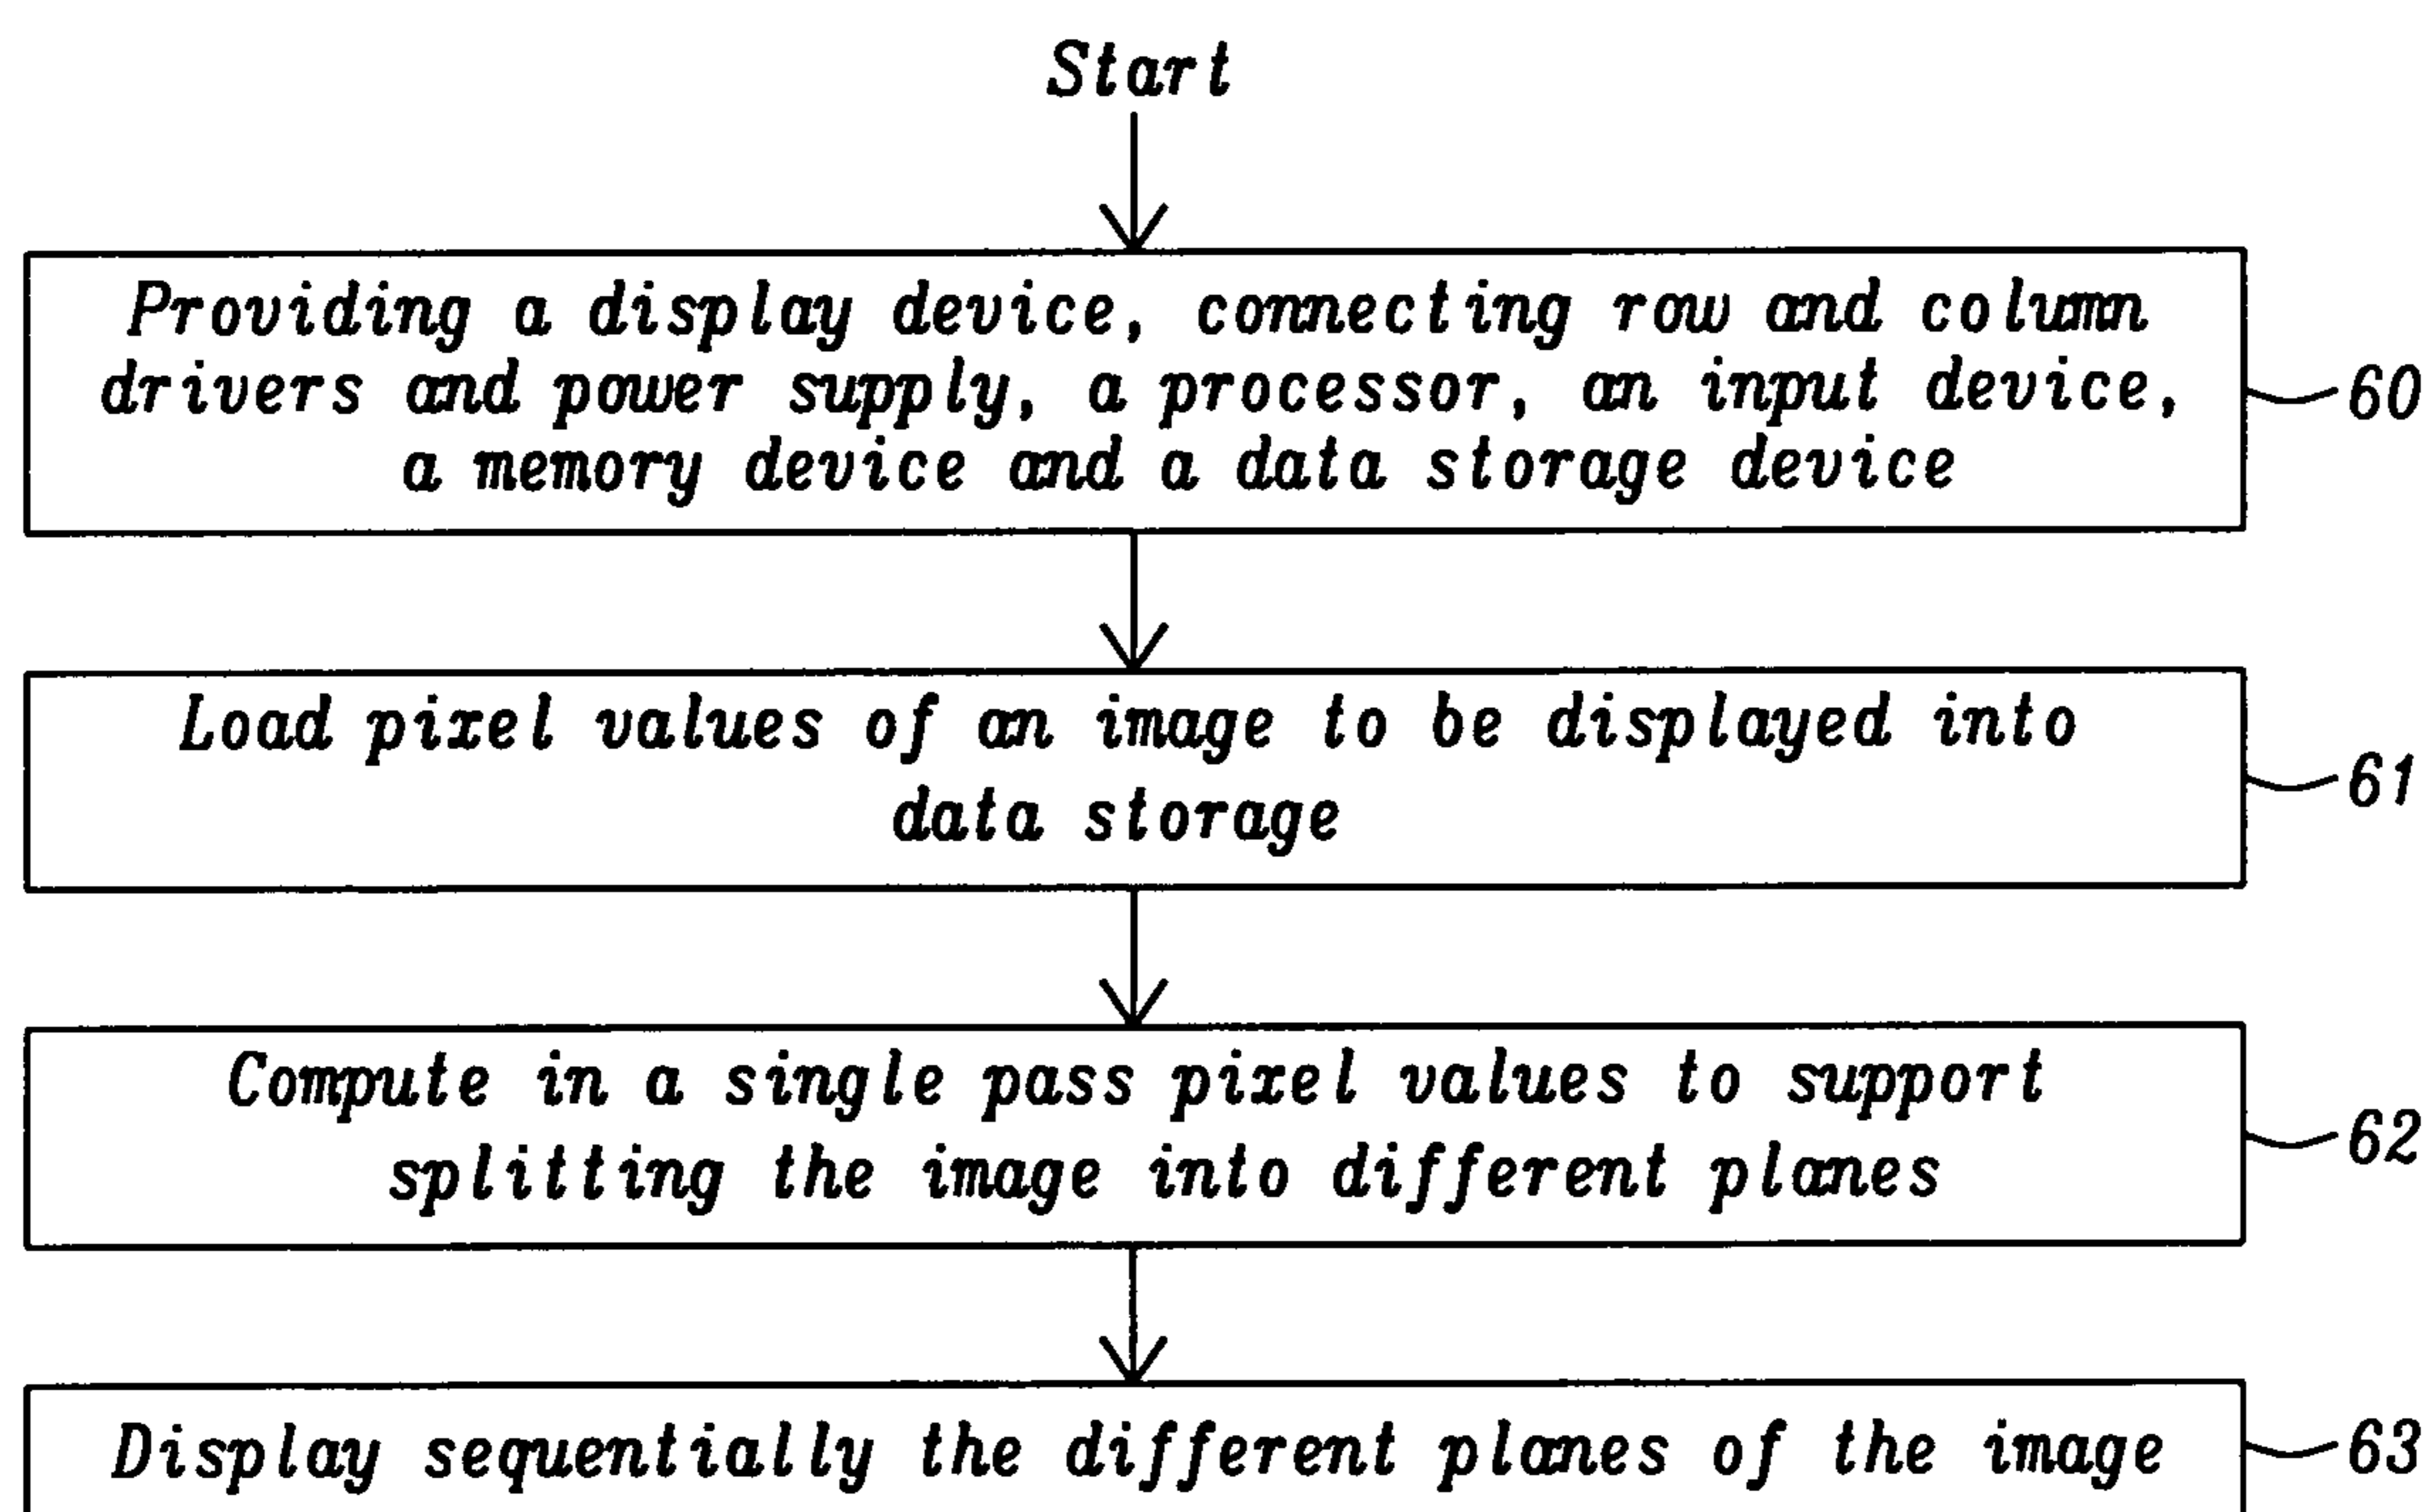 Start
Providing a display device, connecting row and column
drivers and power supply, a processor, an input device,
a memory device and a data storage device
60
Load pixel values of an image to be displayed into
data storage
61
Compute in a single pass pixel values to support
splitting the image into different planes
62
Display sequentially the different planes of the image
63